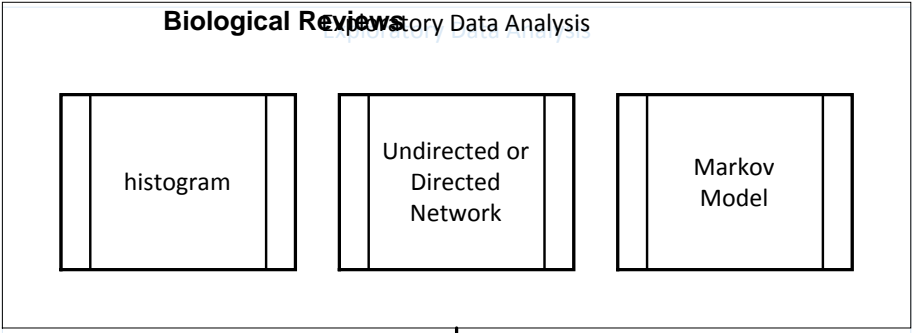 Biological Reviews
Exploratory Data Analysis
histogram
Undirected or
Directed
Network
Markov
Model